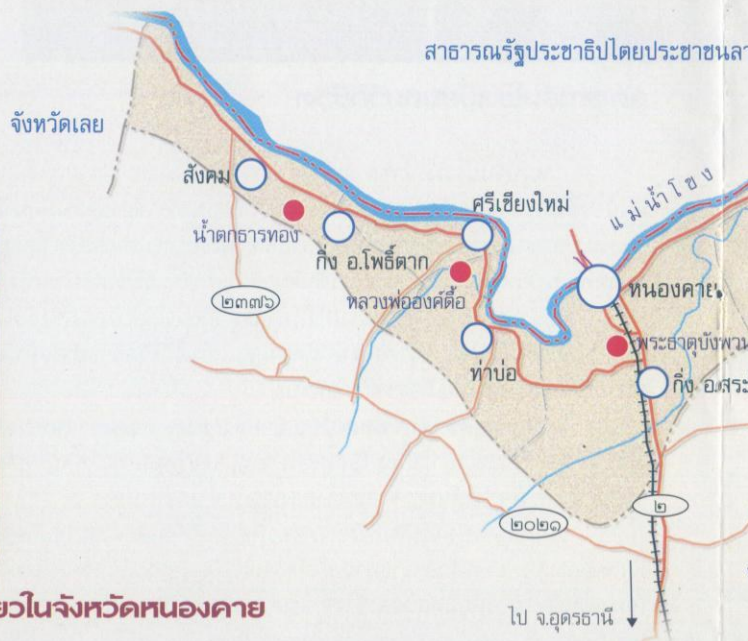 สาธารณรัฐประชาธิปไตยประชาชนลา
จังหวัดเลย
สังคม
น้ำตกธารทอง
กิ่ง อ.โพธิ์ตาก
ศรีเชียงใหม่
แม่น้ำโขง
๒๓๗๖
หลวงพ่อองค์ตื้อ
หนองคาย
ท่าบ่อ
พระธาตุบังพวน
กิ่ง อ.สระ
๒
๒๐๒๑
ยวในจังหวัดหนองคาย
ไป จ.อุดรธานี